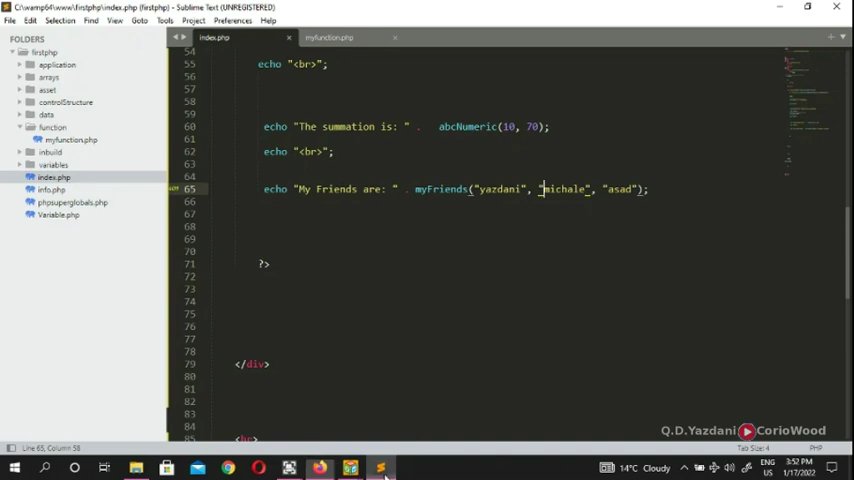 C:\wamp64\www\firstphp\index.php (firstphp) - Sublime Text (UNREGISTERED)
File Edit Selection Find View Goto Tools Project Preferences Help
FOLDERS
firstphp
application
arrays
asset
controlStructure
data
function
myfunction.php
inbuild
variables
index.php
info.php
phpsuperglobals.php
Variable.php
index.php
myfunction.php
54
55 echo "<br>";
56
57
58
59
60 echo "The summation is: " . abcNumeric(10, 70);
61
62 echo "<br>";
63
64
65 echo "My Friends are: " . myFriends("yazdani", "michale", "asad");
66
67
68
69
70
71 ?>
72
73
74
75
76
77
78
79 </div>
80
81
82
83
84
85 <br>
Q.D.Yazdani CorioWood
Line 65, Column 58
Tab Size: 4
PHP
14°C Cloudy
ENG
US
3:52 PM
1/17/2022